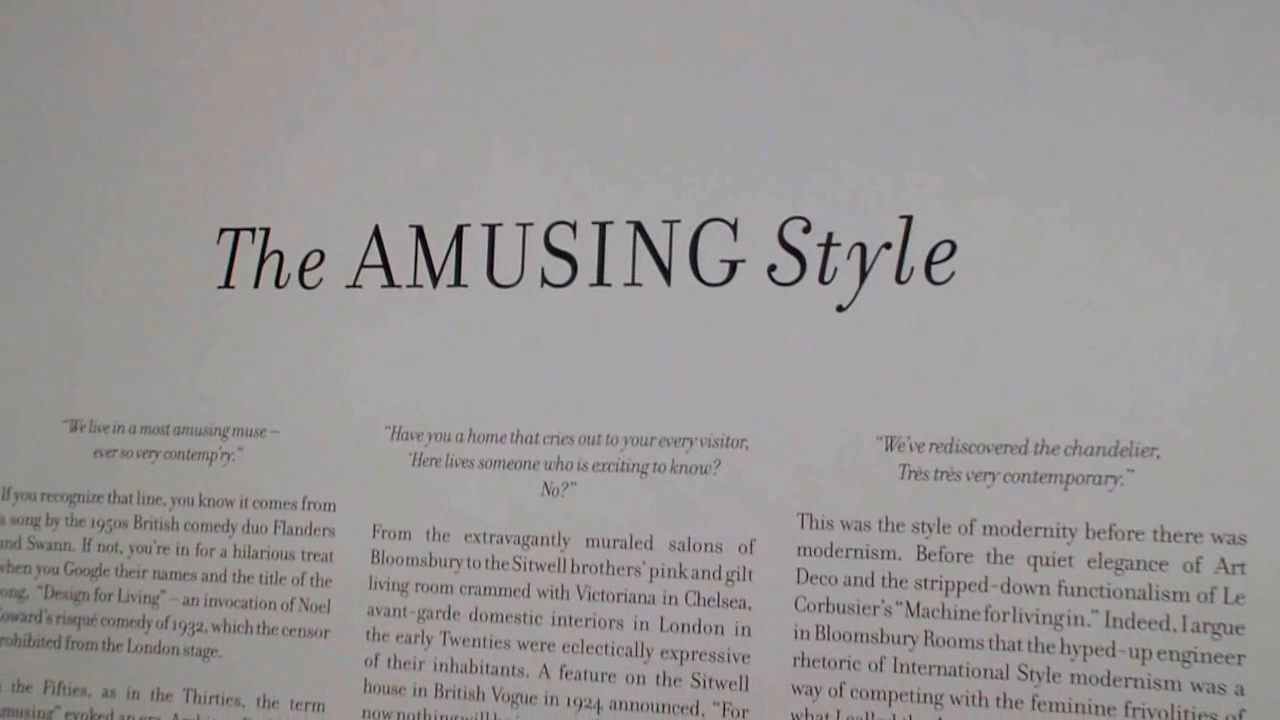 The AMUSING Style
"We live in a most amusing muse –
ever so very contemp'ry."
If you recognize that line, you know it comes from
a song by the 1950s British comedy duo Flanders
and Swann. If not, you're in for a hilarious treat
when you Google their names and the title of the
song, "Design for Living" – an invocation of Noel
Coward's risqué comedy of 1932, which the censor
prohibited from the London stage.
the Fifties, as in the Thirties, the term
amusing" evoked an era
"Have you a home that cries out to your every visitor,
'Here lives someone who is exciting to know?
No?"
From the extravagantly muraled salons of
Bloomsbury to the Sitwell brothers' pink and gilt
living room crammed with Victoriana in Chelsea,
avant-garde domestic interiors in London in
the early Twenties were eclectically expressive
of their inhabitants. A feature on the Sitwell
house in British Vogue in 1924 announced, "For
now nothing will
"We've rediscovered the chandelier,
Très très very contemporary."
This was the style of modernity before there was
modernism. Before the quiet elegance of Art
Deco and the stripped-down functionalism of Le
Corbusier's "Machine for living in." Indeed, I argue
in Bloomsbury Rooms that the hyped-up engineer
rhetoric of International Style modernism was a
way of competing with the feminine frivolities of
what I called the